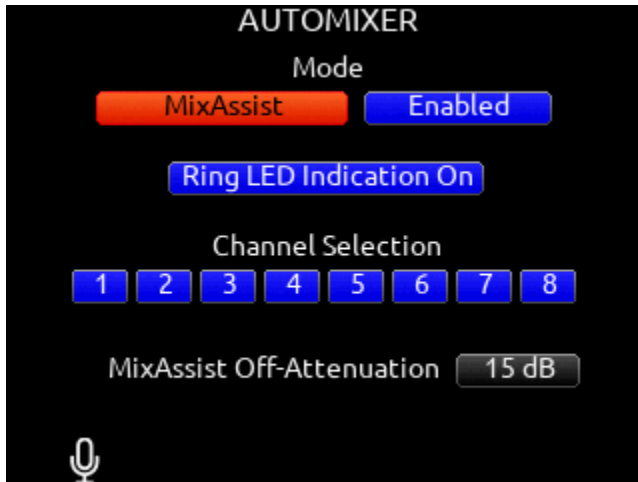 AUTOMIXER
Mode
MixAssist Enabled
Ring LED Indication On
Channel Selection
1 2 3 4 5 6 7 8
MixAssist Off-Attenuation 15 dB